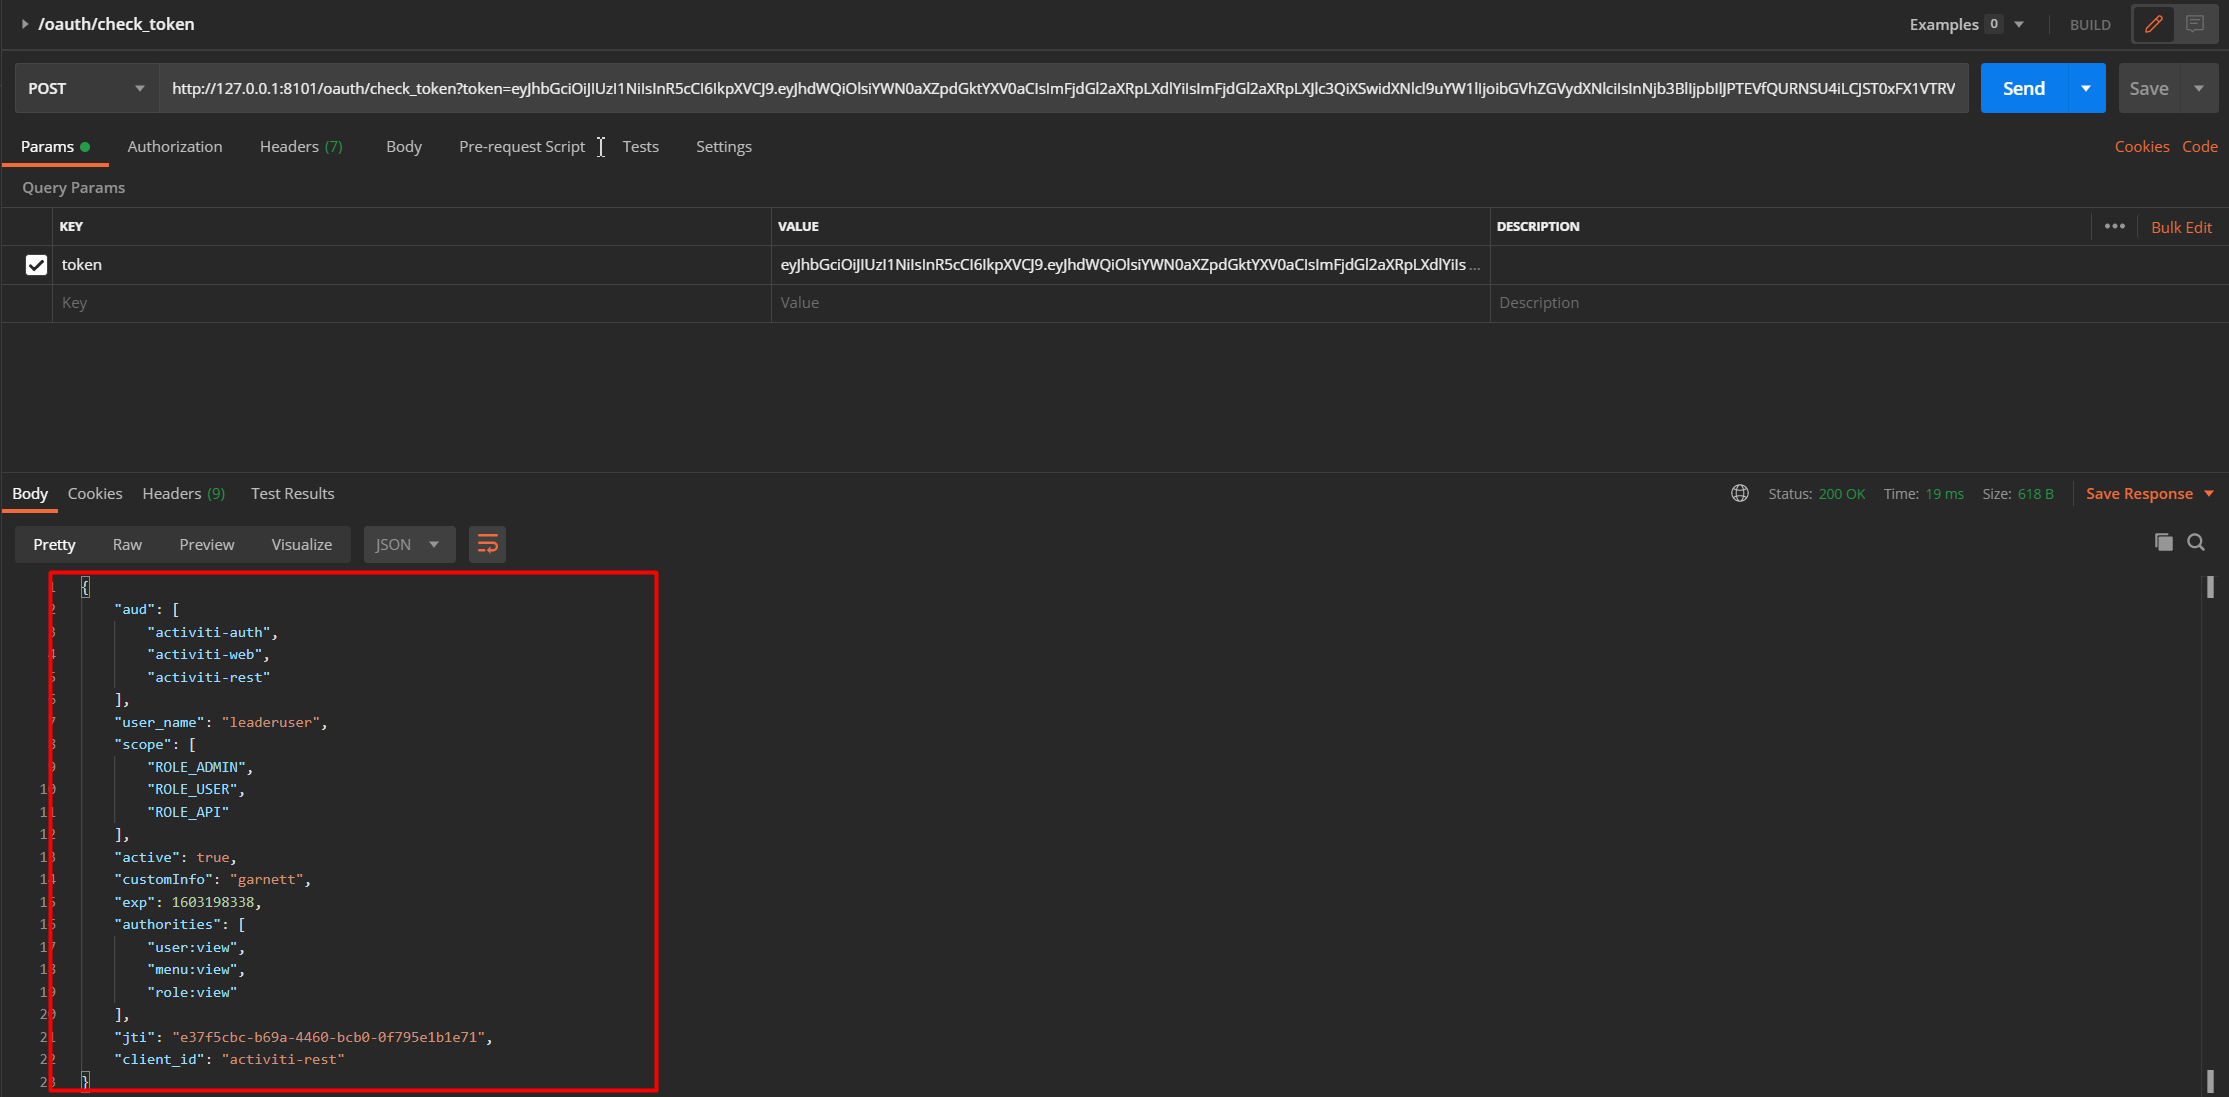 /oauth/check_token
Examples 0
BUILD
POST
http://127.0.0.1:8101/oauth/check_token?token=eyJhbGciOiJIUzI1NiIsInR5cCI6IkpXVCJ9.eyJhdWQiOlsiYWN0aXZpdGktYXV0aCIsImFjdGl2aXRpLXdlYiIsImFjdGl2aXRpLXJlc3QiXSwidXNlcl9uYW1lIjoibGVhZGVydXNlciIsInNjb3BlIjpbIlJPTEVfQURNSU4iLCJST0xFX1VTRV
Send
Save
Params
Authorization
Headers (7)
Body
Pre-request Script
Tests
Settings
Cookies Code
Query Params
KEY
VALUE
DESCRIPTION
Bulk Edit
token
eyJhbGciOiJIUzI1NiIsInR5cCI6IkpXVCJ9.eyJhdWQiOlsiYWN0aXZpdGktYXV0aCIsImFjdGl2aXRpLXdlYiIs ...
Key
Value
Description
Body Cookies Headers (9) Test Results
Status: 200 OK Time: 19 ms Size: 618 B
Save Response
Pretty Raw Preview Visualize JSON
1 {
2 "aud": [
3 "activiti-auth",
4 "activiti-web",
5 "activiti-rest"
6 ],
7 "user_name": "leaderuser",
8 "scope": [
9 "ROLE_ADMIN",
10 "ROLE_USER",
11 "ROLE_API"
12 ],
13 "active": true,
14 "customInfo": "garnett",
15 "exp": 1603198338,
16 "authorities": [
17 "user:view",
18 "menu:view",
19 "role:view"
20 ],
21 "jti": "e37f5cbc-b69a-4460-bcb0-0f795e1b1e71",
22 "client_id": "activiti-rest"
23 }